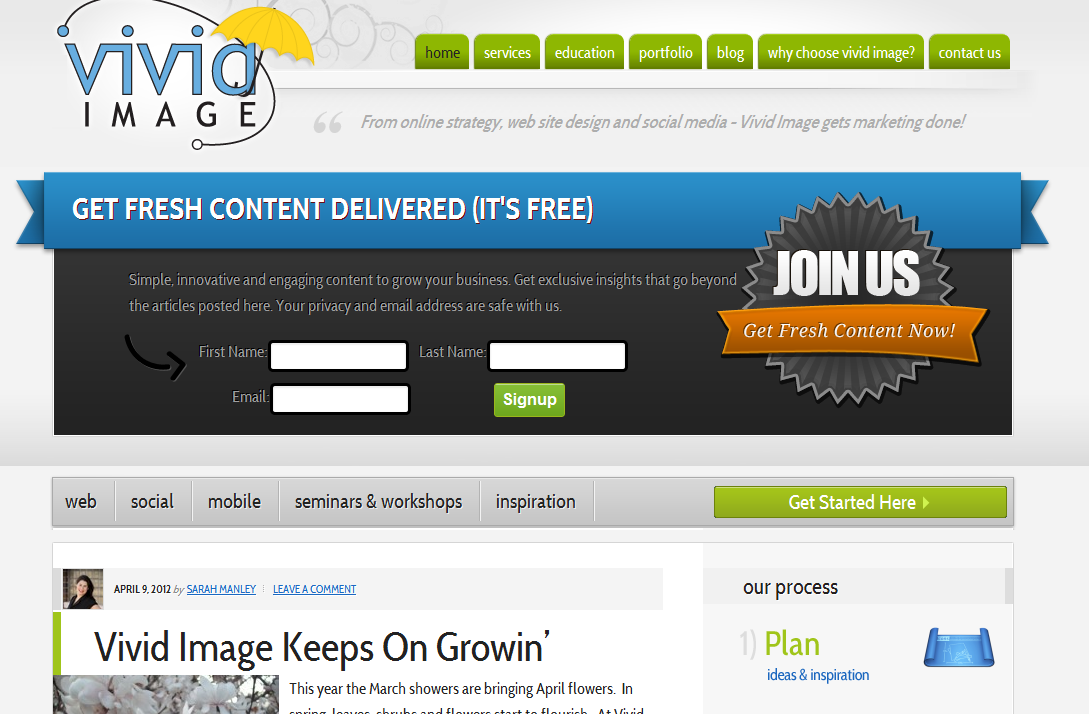 vivid
IMAGE
home
services
education
portfolio
blog
why choose vivid image?
contact us
“ From online strategy, web site design and social media - Vivid Image gets marketing done!
GET FRESH CONTENT DELIVERED (IT'S FREE)
JOIN US
Get Fresh Content Now!
Simple, innovative and engaging content to grow your business. Get exclusive insights that go beyond
the articles posted here. Your privacy and email address are safe with us.
First Name:
Last Name:
Email:
Signup
web
social
mobile
seminars & workshops
inspiration
Get Started Here
APRIL 9, 2012 by SARAH MANLEY
LEAVE A COMMENT
Vivid Image Keeps On Growin’
This year the March showers are bringing April flowers. In
spring, leaves, shrubs and flowers start to flourish. At Vivid
our process
1) Plan
ideas & inspiration